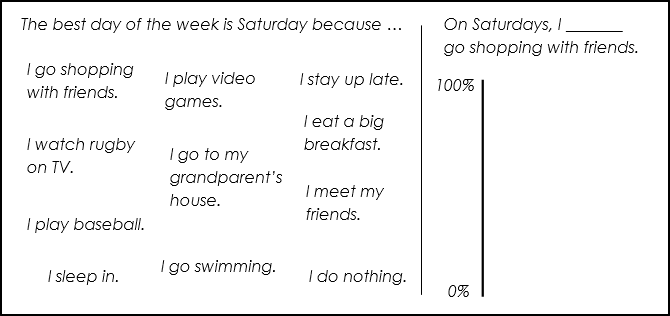 The best day of the week is Saturday because …
I go shopping
with friends.
I play video
games.
I stay up late.
I eat a big
breakfast.
I watch rugby
on TV.
I go to my
grandparent's
house.
I meet my
friends.
I play baseball.
I sleep in.
I go swimming.
I do nothing.
On Saturdays, I _______
go shopping with friends.
100%
0%